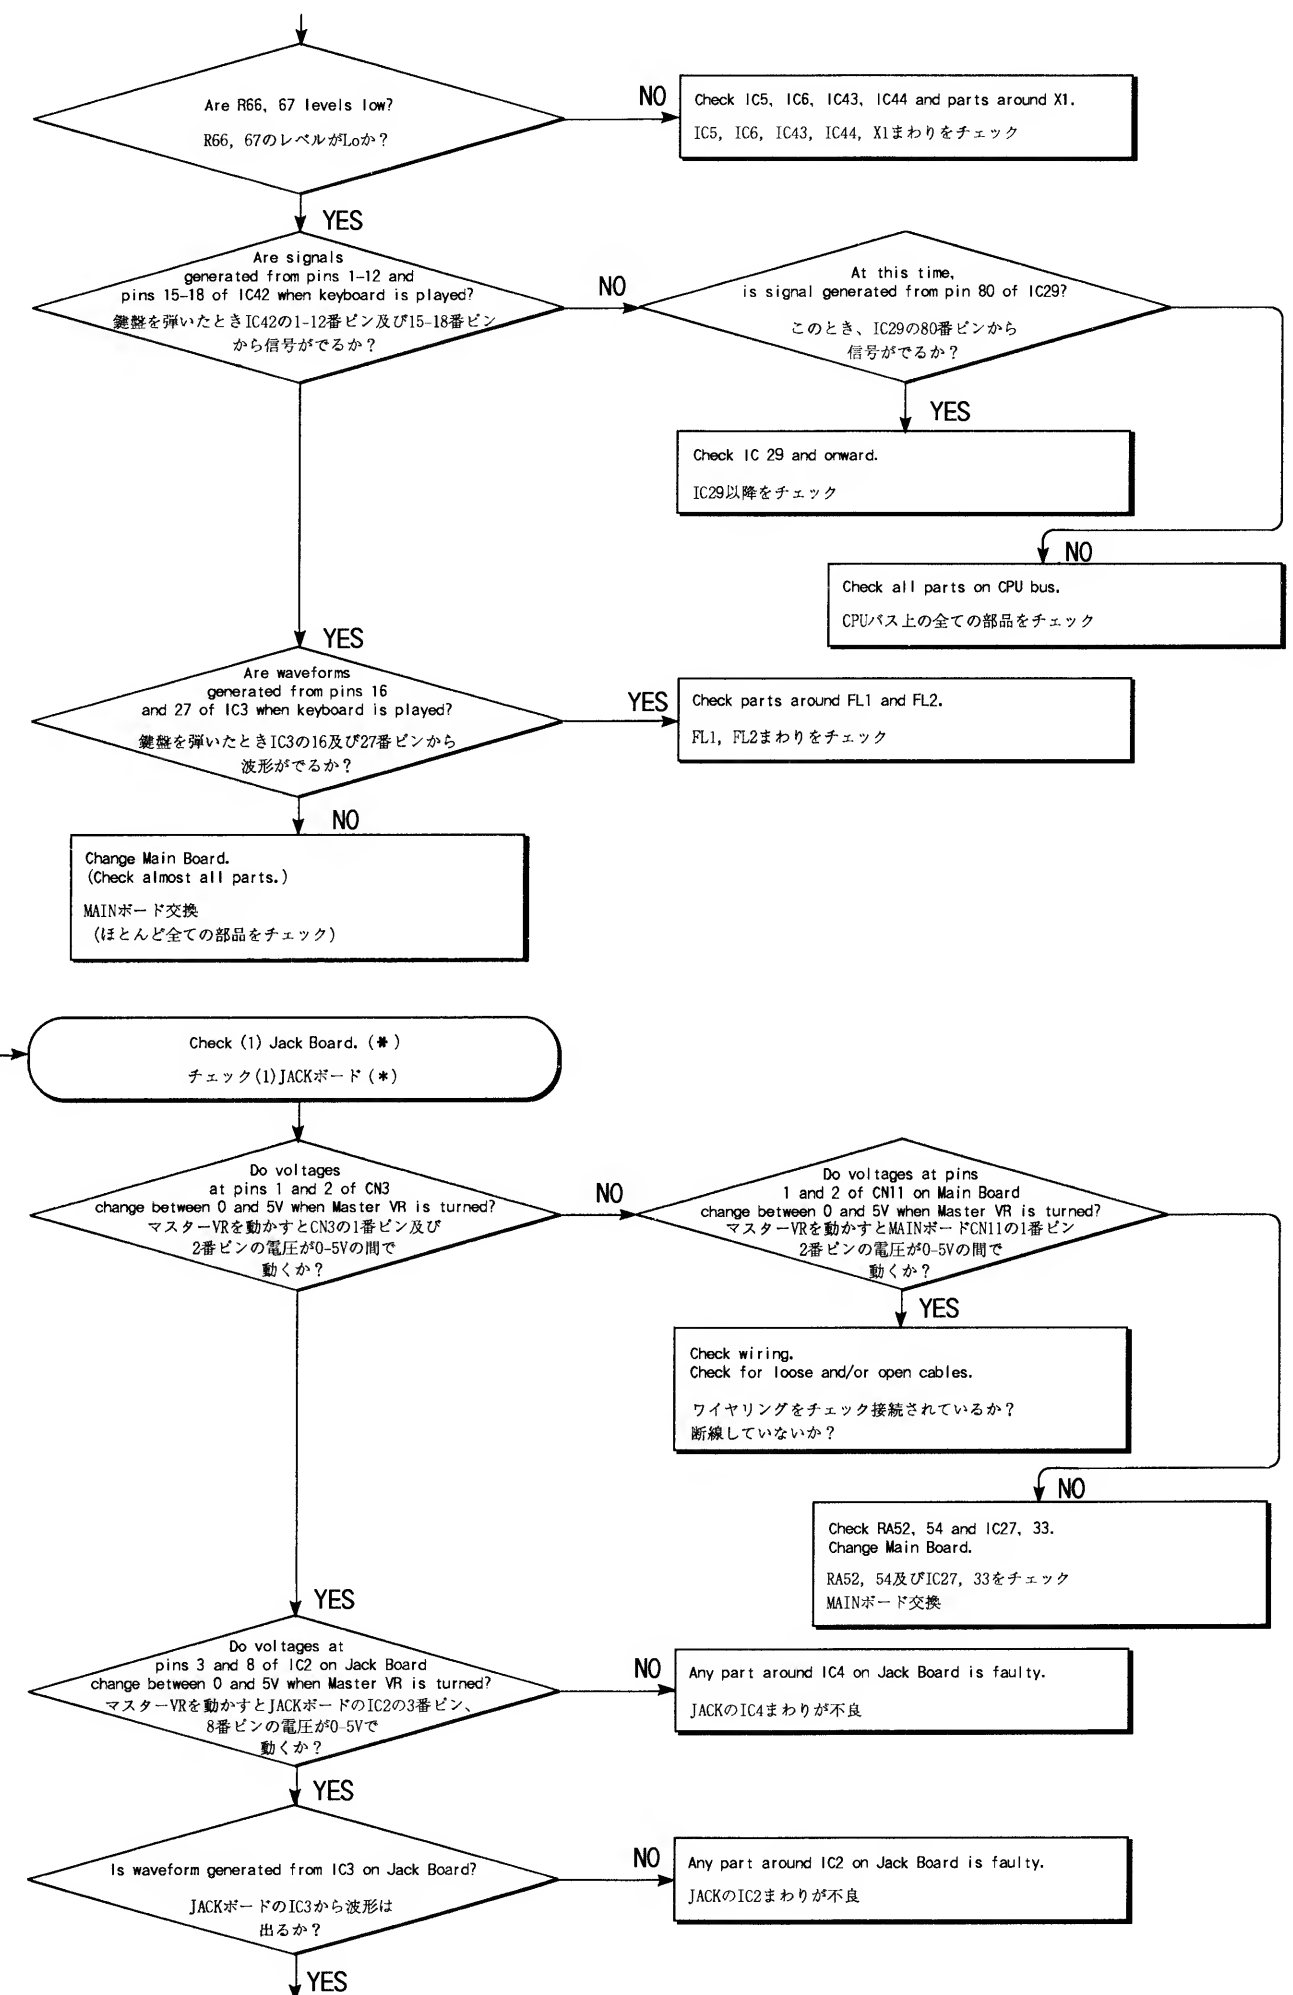 Are R66, 67 levels low?
R66, 67のレベルがLoか？
NO
Check IC5, IC6, IC43, IC44 and parts around X1.
IC5, IC6, IC43, IC44, X1まわりをチェック
YES
Are signals
generated from pins 1-12 and
pins 15-18 of IC42 when keyboard is played?
鍵盤を弾いたときIC42の1-12番ピン及び15-18番ピン
から信号がでるか？
NO
At this time,
is signal generated from pin 80 of IC29?
このとき、IC29の80番ピンから
信号がでるか？
YES
Check IC 29 and onward.
IC29以降をチェック
NO
Check all parts on CPU bus.
CPUバス上の全ての部品をチェック
YES
Are waveforms
generated from pins 16
and 27 of IC3 when keyboard is played?
鍵盤を弾いたときIC3の16及び27番ピンから
波形がでるか？
YES
Check parts around FL1 and FL2.
FL1, FL2まわりをチェック
NO
Change Main Board.
(Check almost all parts.)
MAINボード交換
(ほとんど全ての部品をチェック)
Check (1) Jack Board. (*)
チェック(1)JACKボード(*)
Do voltages
at pins 1 and 2 of CN3
change between 0 and 5V when Master VR is turned?
マスターVRを動かすとCN3の1番ピン及び
2番ピンの電圧が0-5Vの間で
動くか？
NO
Do voltages at pins
1 and 2 of CN11 on Main Board
change between 0 and 5V when Master VR is turned?
マスターVRを動かすとMAINボードCN11の1番ピン
2番ピンの電圧が0-5Vの間で
動くか？
YES
Check wiring.
Check for loose and/or open cables.
ワイヤリングをチェック接続されているか？
断線していないか？
NO
Check RA52, 54 and IC27, 33.
Change Main Board.
RA52, 54及びIC27, 33をチェック
MAINボード交換
YES
Do voltages at
pins 3 and 8 of IC2 on Jack Board
change between 0 and 5V when Master VR is turned?
マスターVRを動かすとJACKボードのIC2の3番ピン、
8番ピンの電圧が0-5Vで
動くか？
NO
Any part around IC4 on Jack Board is faulty.
JACKのIC4まわりが不良
YES
Is waveform generated from IC3 on Jack Board?
JACKボードのIC3から波形は
出るか？
NO
Any part around IC2 on Jack Board is faulty.
JACKのIC2まわりが不良
YES